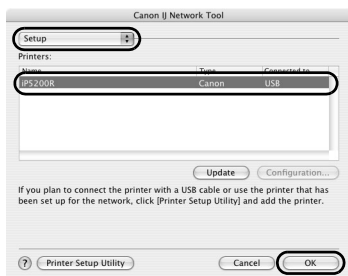 Canon IJ Network Tool
Setup
Printers:
Name Type Connected to
iP5200R Canon USB
Update Configuration...
If you plan to connect the printer with a USB cable or use the printer that has
been set up for the network, click [Printer Setup Utility] and add the printer.
? Printer Setup Utility Cancel OK